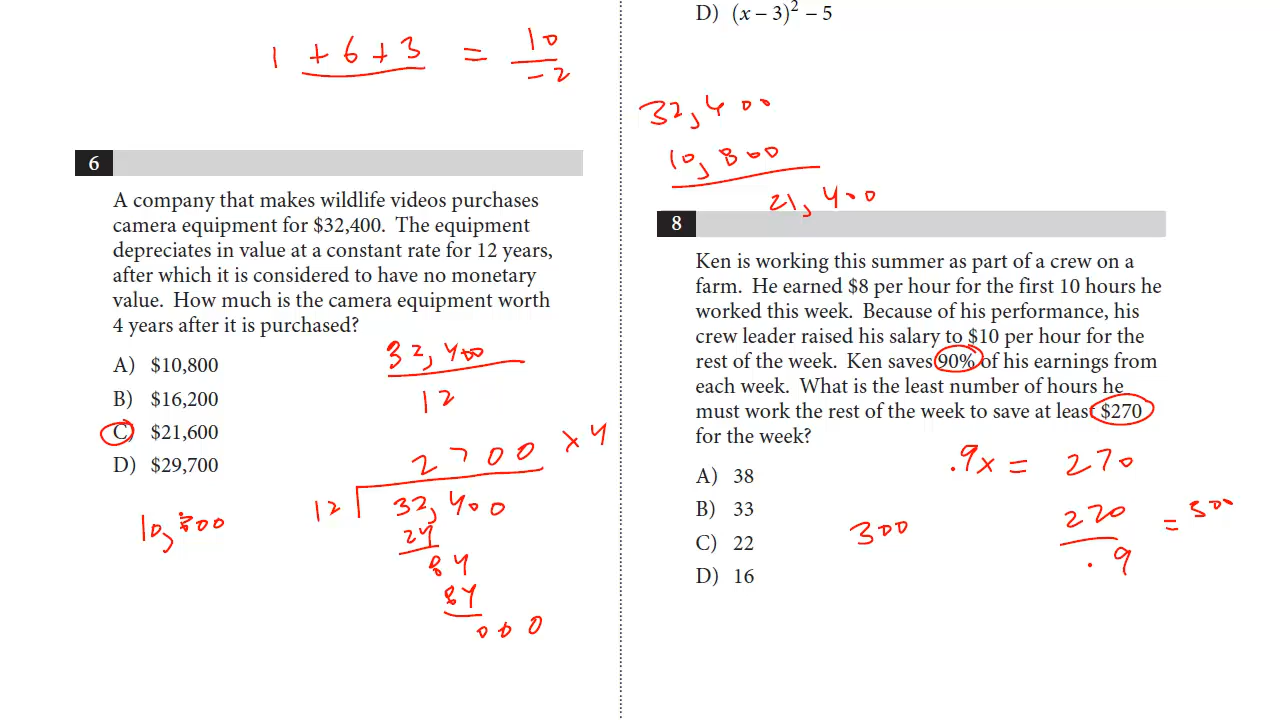 1 + 6 + 3 = 10
-2
6
A company that makes wildlife videos purchases
camera equipment for $32,400. The equipment
depreciates in value at a constant rate for 12 years,
after which it is considered to have no monetary
value. How much is the camera equipment worth
4 years after it is purchased?
A) $10,800
B) $16,200
C) $21,600
D) $29,700
32,400
12
2700 x 4
12 32,400
24
84
84
000
10,800
D) (x − 3)² − 5
32,400
10,800
21,400
8
Ken is working this summer as part of a crew on a
farm. He earned $8 per hour for the first 10 hours he
worked this week. Because of his performance, his
crew leader raised his salary to $10 per hour for the
rest of the week. Ken saves 90% of his earnings from
each week. What is the least number of hours he
must work the rest of the week to save at least $270
for the week?
A) 38
B) 33
C) 22
D) 16
.9x = 270
270 = 300
.9
300